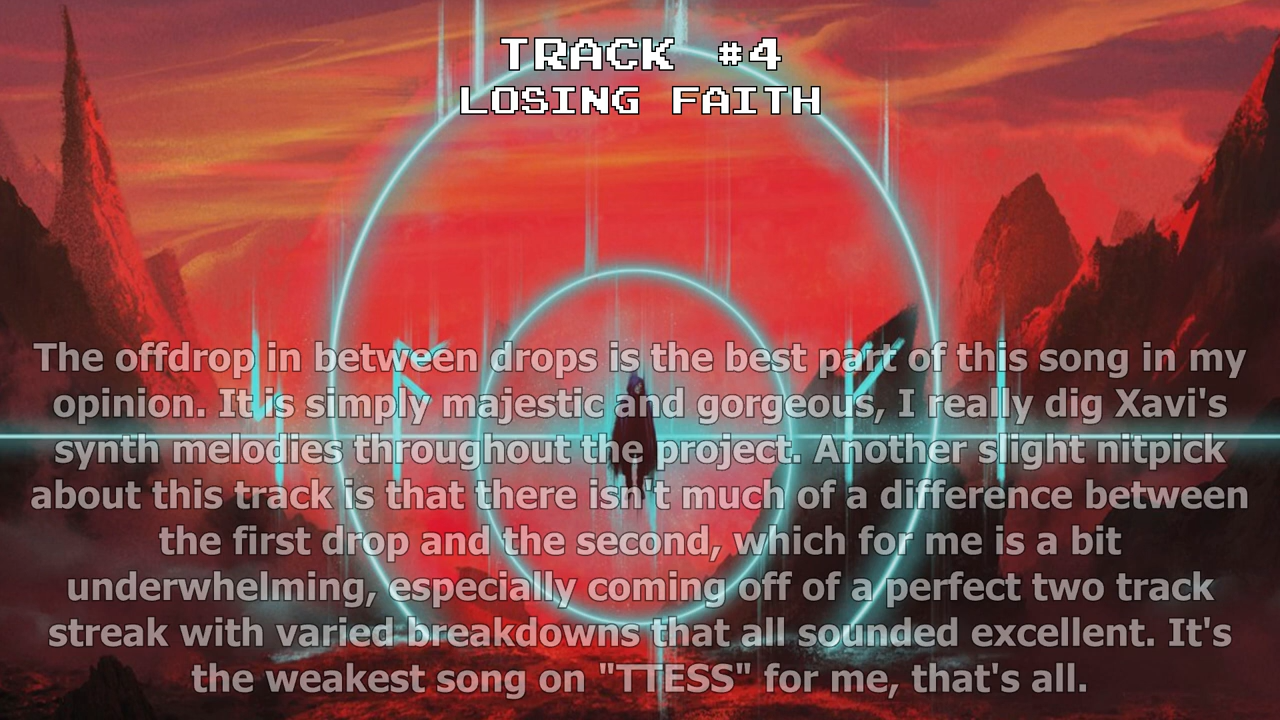 TRACK #4
LOSING FAITH
The offdrop in between drops is the best part of this song in my
opinion. It is simply majestic and gorgeous, I really dig Xavi's
synth melodies throughout the project. Another slight nitpick
about this track is that there isn't much of a difference between
the first drop and the second, which for me is a bit
underwhelming, especially coming off of a perfect two track
streak with varied breakdowns that all sounded excellent. It's
the weakest song on "TTESS" for me, that's all.